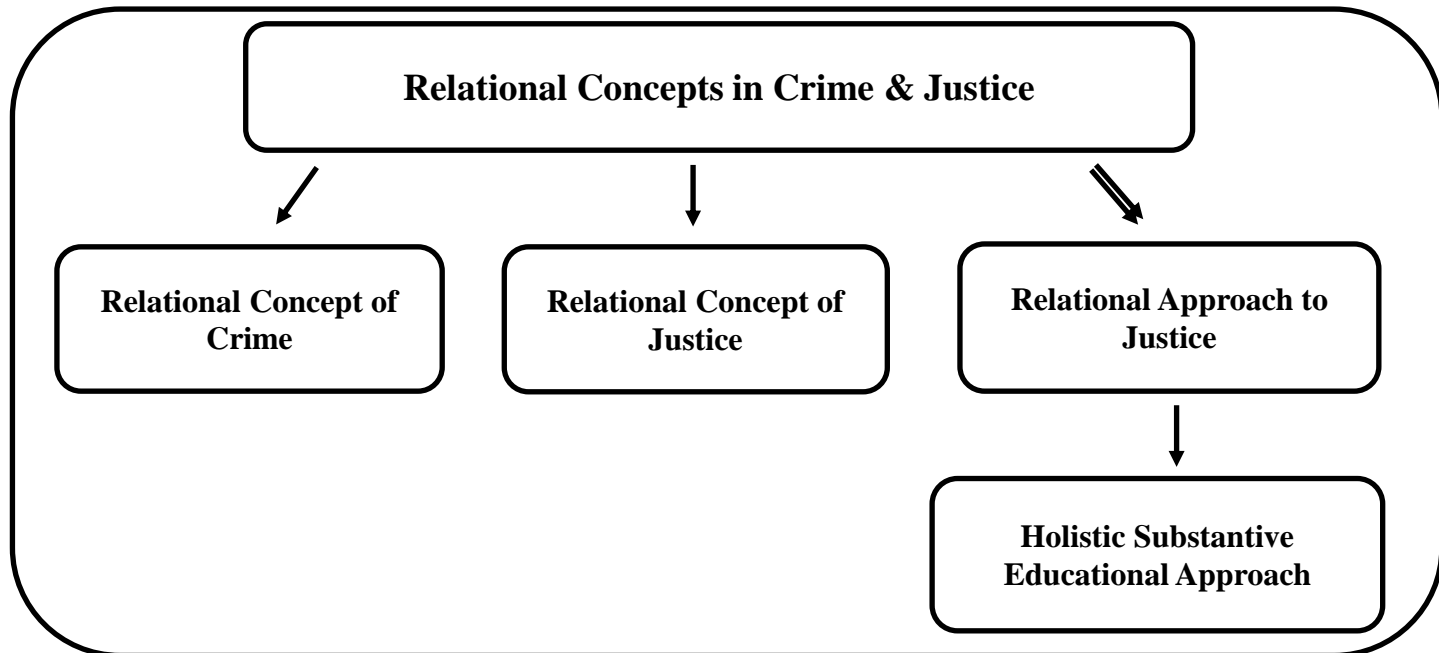 Relational Concepts in Crime & Justice
Relational Concept of
Crime
Relational Concept of
Justice
Relational Approach to
Justice
Holistic Substantive
Educational Approach